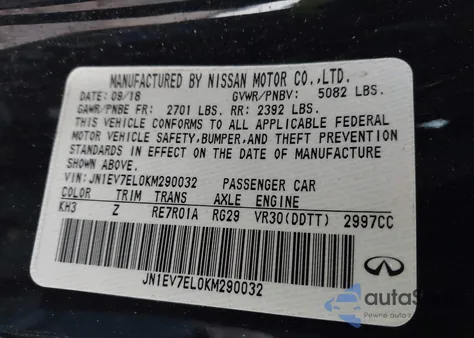 MANUFACTURED BY NISSAN MOTOR CO.,LTD.
DATE: 09/18 GVWR/PNBV: 5082 LBS.
GAWR/PNBE FR: 2701 LBS. RR: 2392 LBS.
THIS VEHICLE CONFORMS TO ALL APPLICABLE FEDERAL
MOTOR VEHICLE SAFETY,BUMPER,AND THEFT PREVENTION
STANDARDS IN EFFECT ON THE DATE OF MANUFACTURE
SHOWN ABOVE.
VIN: JN1EV7EL0KM290032 PASSENGER CAR
COLOR TRIM TRANS AXLE ENGINE
KH3 Z RE7R01A RG29 VR30(DDTT) 2997CC
JN1EV7EL0KM290032
Pewne auto z